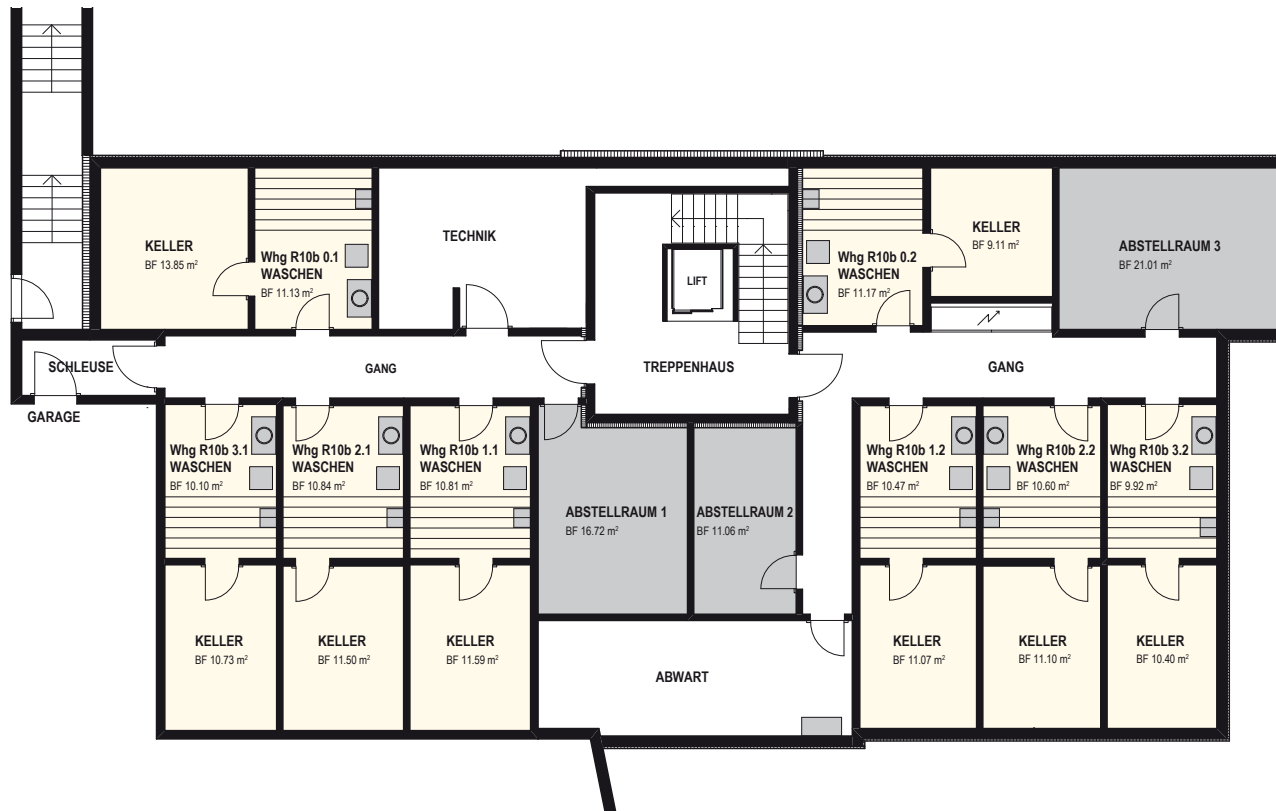 KELLER
BF 13.85 m²
Whg R10b 0.1
WASCHEN
BF 11.13 m²
TECHNIK
LIFT
Whg R10b 0.2
WASCHEN
BF 11.17 m²
KELLER
BF 9.11 m²
ABSTELLRAUM 3
BF 21.01 m²
SCHLEUSE
GANG
TREPPENHAUS
GANG
GARAGE
Whg R10b 3.1
WASCHEN
BF 10.10 m²
Whg R10b 2.1
WASCHEN
BF 10.84 m²
Whg R10b 1.1
WASCHEN
BF 10.81 m²
ABSTELLRAUM 1
BF 16.72 m²
ABSTELLRAUM 2
BF 11.06 m²
Whg R10b 1.2
WASCHEN
BF 10.47 m²
Whg R10b 2.2
WASCHEN
BF 10.60 m²
Whg R10b 3.2
WASCHEN
BF 9.92 m²
KELLER
BF 10.73 m²
KELLER
BF 11.50 m²
KELLER
BF 11.59 m²
ABWART
KELLER
BF 11.07 m²
KELLER
BF 11.10 m²
KELLER
BF 10.40 m²